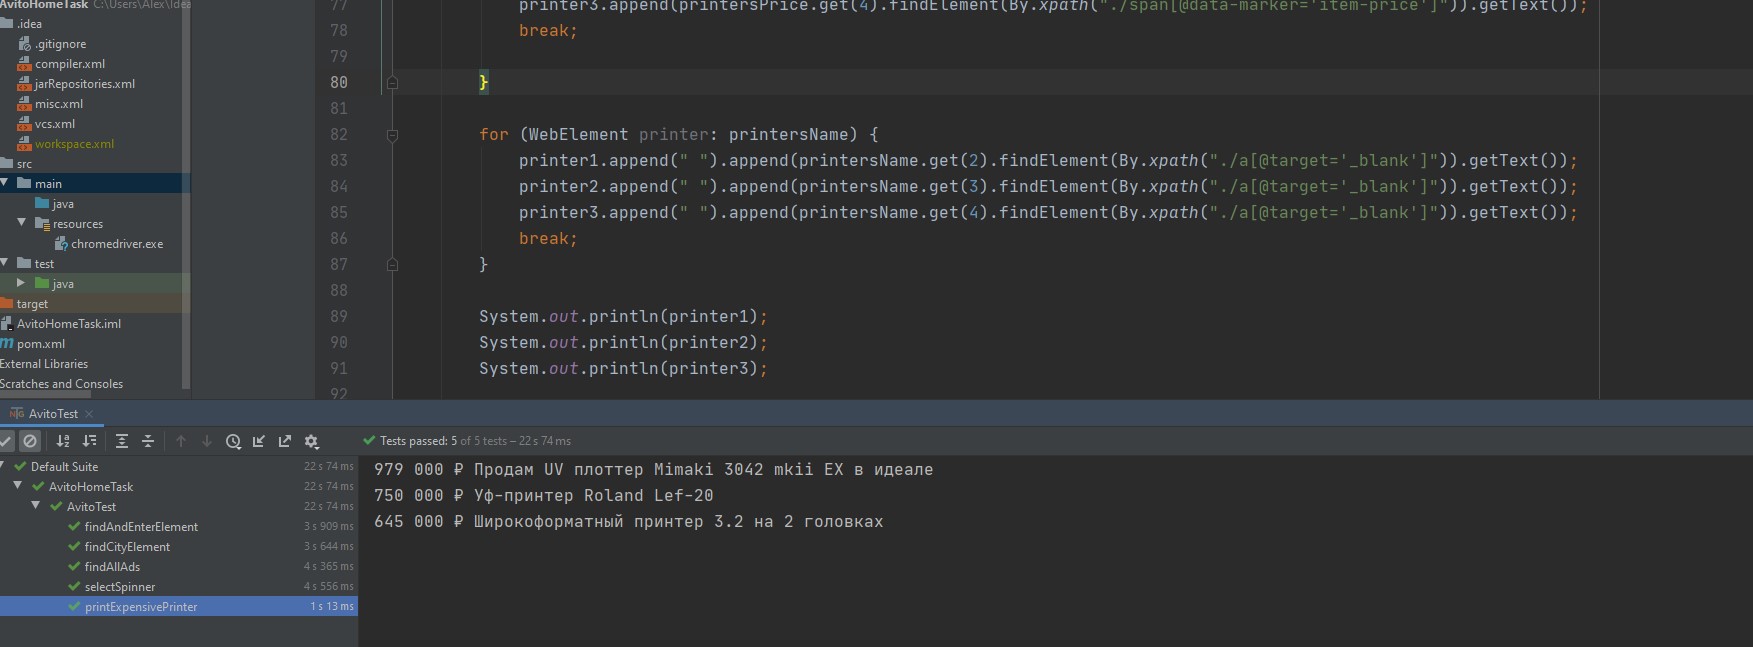 AvitoHomeTask C:\Users\Alex\Idea
.idea
.gitignore
compiler.xml
jarRepositories.xml
misc.xml
vcs.xml
workspace.xml
src
main
java
resources
chromedriver.exe
test
java
target
AvitoHomeTask.iml
pom.xml
External Libraries
Scratches and Consoles
77 printer3.append(printersPrice.get(4).findElement(By.xpath("./span[@data-marker='item-price']")).getText());
78 break;
79
80 }
81
82 for (WebElement printer: printersName) {
83 printer1.append(" ").append(printersName.get(2).findElement(By.xpath("./a[@target='_blank']")).getText());
84 printer2.append(" ").append(printersName.get(3).findElement(By.xpath("./a[@target='_blank']")).getText());
85 printer3.append(" ").append(printersName.get(4).findElement(By.xpath("./a[@target='_blank']")).getText());
86 break;
87 }
88
89 System.out.println(printer1);
90 System.out.println(printer2);
91 System.out.println(printer3);
92
AvitoTest
Tests passed: 5 of 5 tests – 22 s 74 ms
Default Suite 22 s 74 ms
AvitoHomeTask 22 s 74 ms
AvitoTest 22 s 74 ms
findAndEnterElement 3 s 909 ms
findCityElement 3 s 644 ms
findAllAds 4 s 365 ms
selectSpinner 4 s 556 ms
printExpensivePrinter 1 s 13 ms
979 000 ₽ Продам UV плоттер Mimaki 3042 mkii EX в идеале
750 000 ₽ Уф-принтер Roland Lef-20
645 000 ₽ Широкоформатный принтер 3.2 на 2 головках